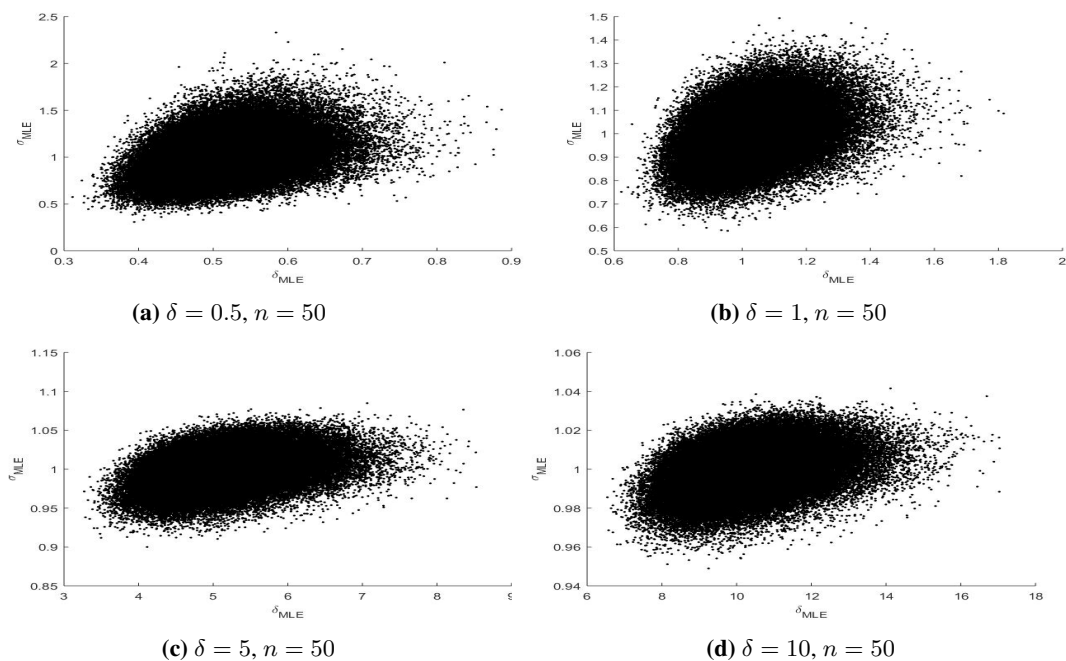 2.5
2
1.5
1
0.5
0
0.3 0.4 0.5 0.6 0.7 0.8 0.9
σMLE
δMLE
(a) δ = 0.5, n = 50
1.5
1.4
1.3
1.2
1.1
1
0.9
0.8
0.7
0.6
0.5
0.6 0.8 1 1.2 1.4 1.6 1.8 2
σMLE
δMLE
(b) δ = 1, n = 50
1.15
1.1
1.05
1
0.95
0.9
0.85
3 4 5 6 7 8 9
σMLE
δMLE
(c) δ = 5, n = 50
1.06
1.04
1.02
1
0.98
0.96
0.94
6 8 10 12 14 16 18
σMLE
δMLE
(d) δ = 10, n = 50